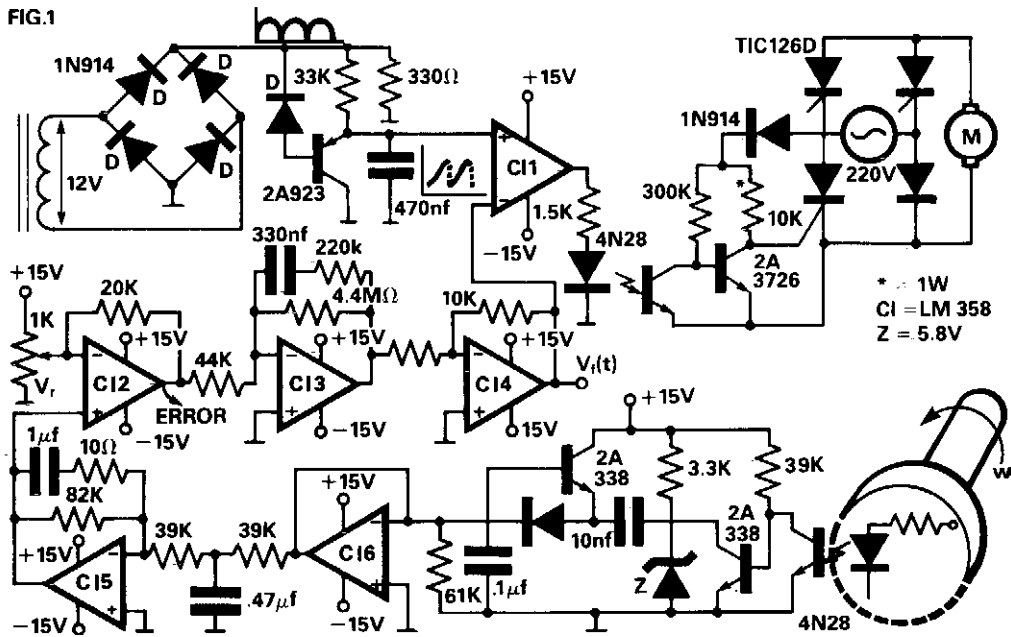 FIG.1
1N914
D
D
D
D
12V
D
33K
330Ω
2A923
470nf
+15V
+
CI1
−
−15V
1.5K
4N28
TIC126D
1N914
300K
*
10K
220V
M
2A
3726
* = 1W
CI = LM 358
Z = 5.8V
+15V
1K
Vr
20K
−
+15V
CI2
+
−15V
ERROR
44K
330nf
220k
4.4MΩ
−
+15V
CI3
+
−15V
10K
−
+15V
CI4
+
15V
V1(t)
1μf
10Ω
82K
+15V
−
CI5
+
−15V
39K
.47μf
39K
+15V
−
CI6
+
−15V
61K
.1μf
2A
338
10nf
+15V
3.3K
Z
39K
2A
338
4N28
w